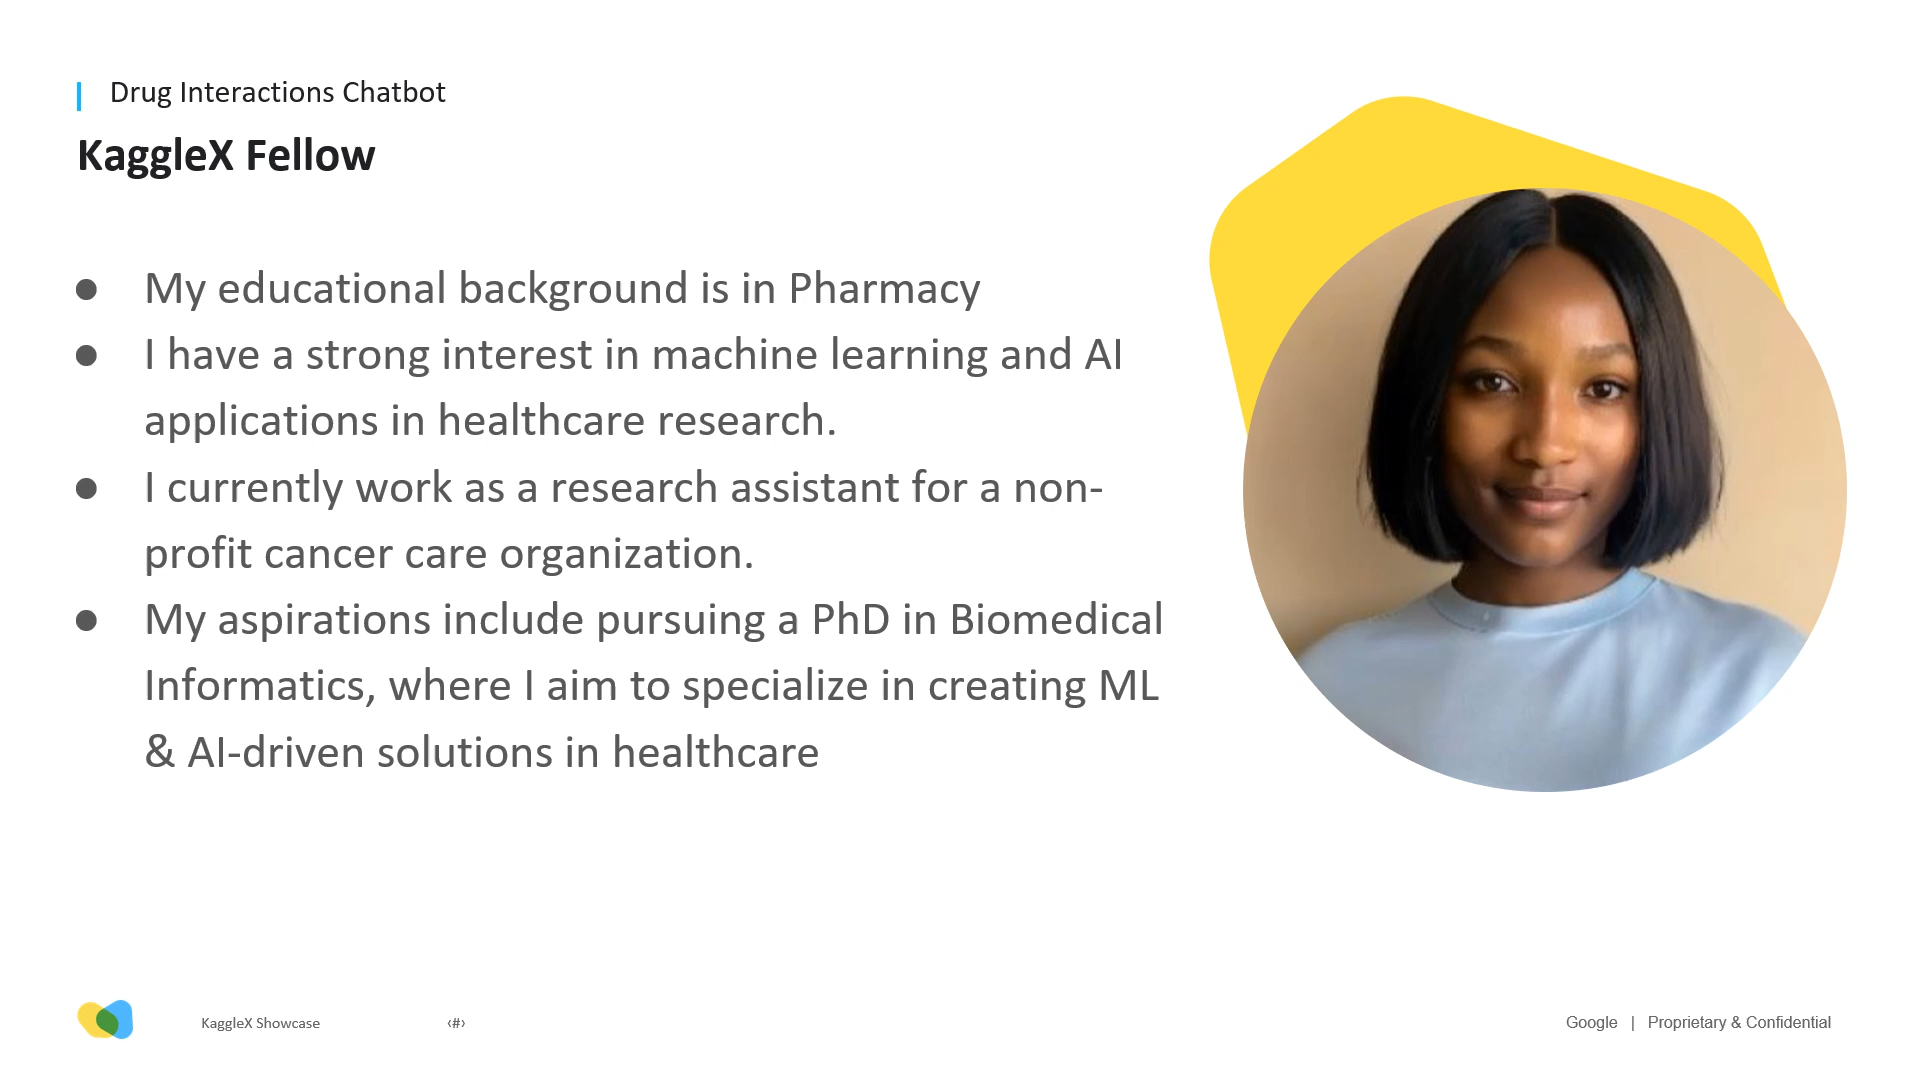 Drug Interactions Chatbot
KaggleX Fellow
● My educational background is in Pharmacy
● I have a strong interest in machine learning and AI
applications in healthcare research.
● I currently work as a research assistant for a non-
profit cancer care organization.
● My aspirations include pursuing a PhD in Biomedical
Informatics, where I aim to specialize in creating ML
& AI-driven solutions in healthcare
KaggleX Showcase ‹#› Google | Proprietary & Confidential